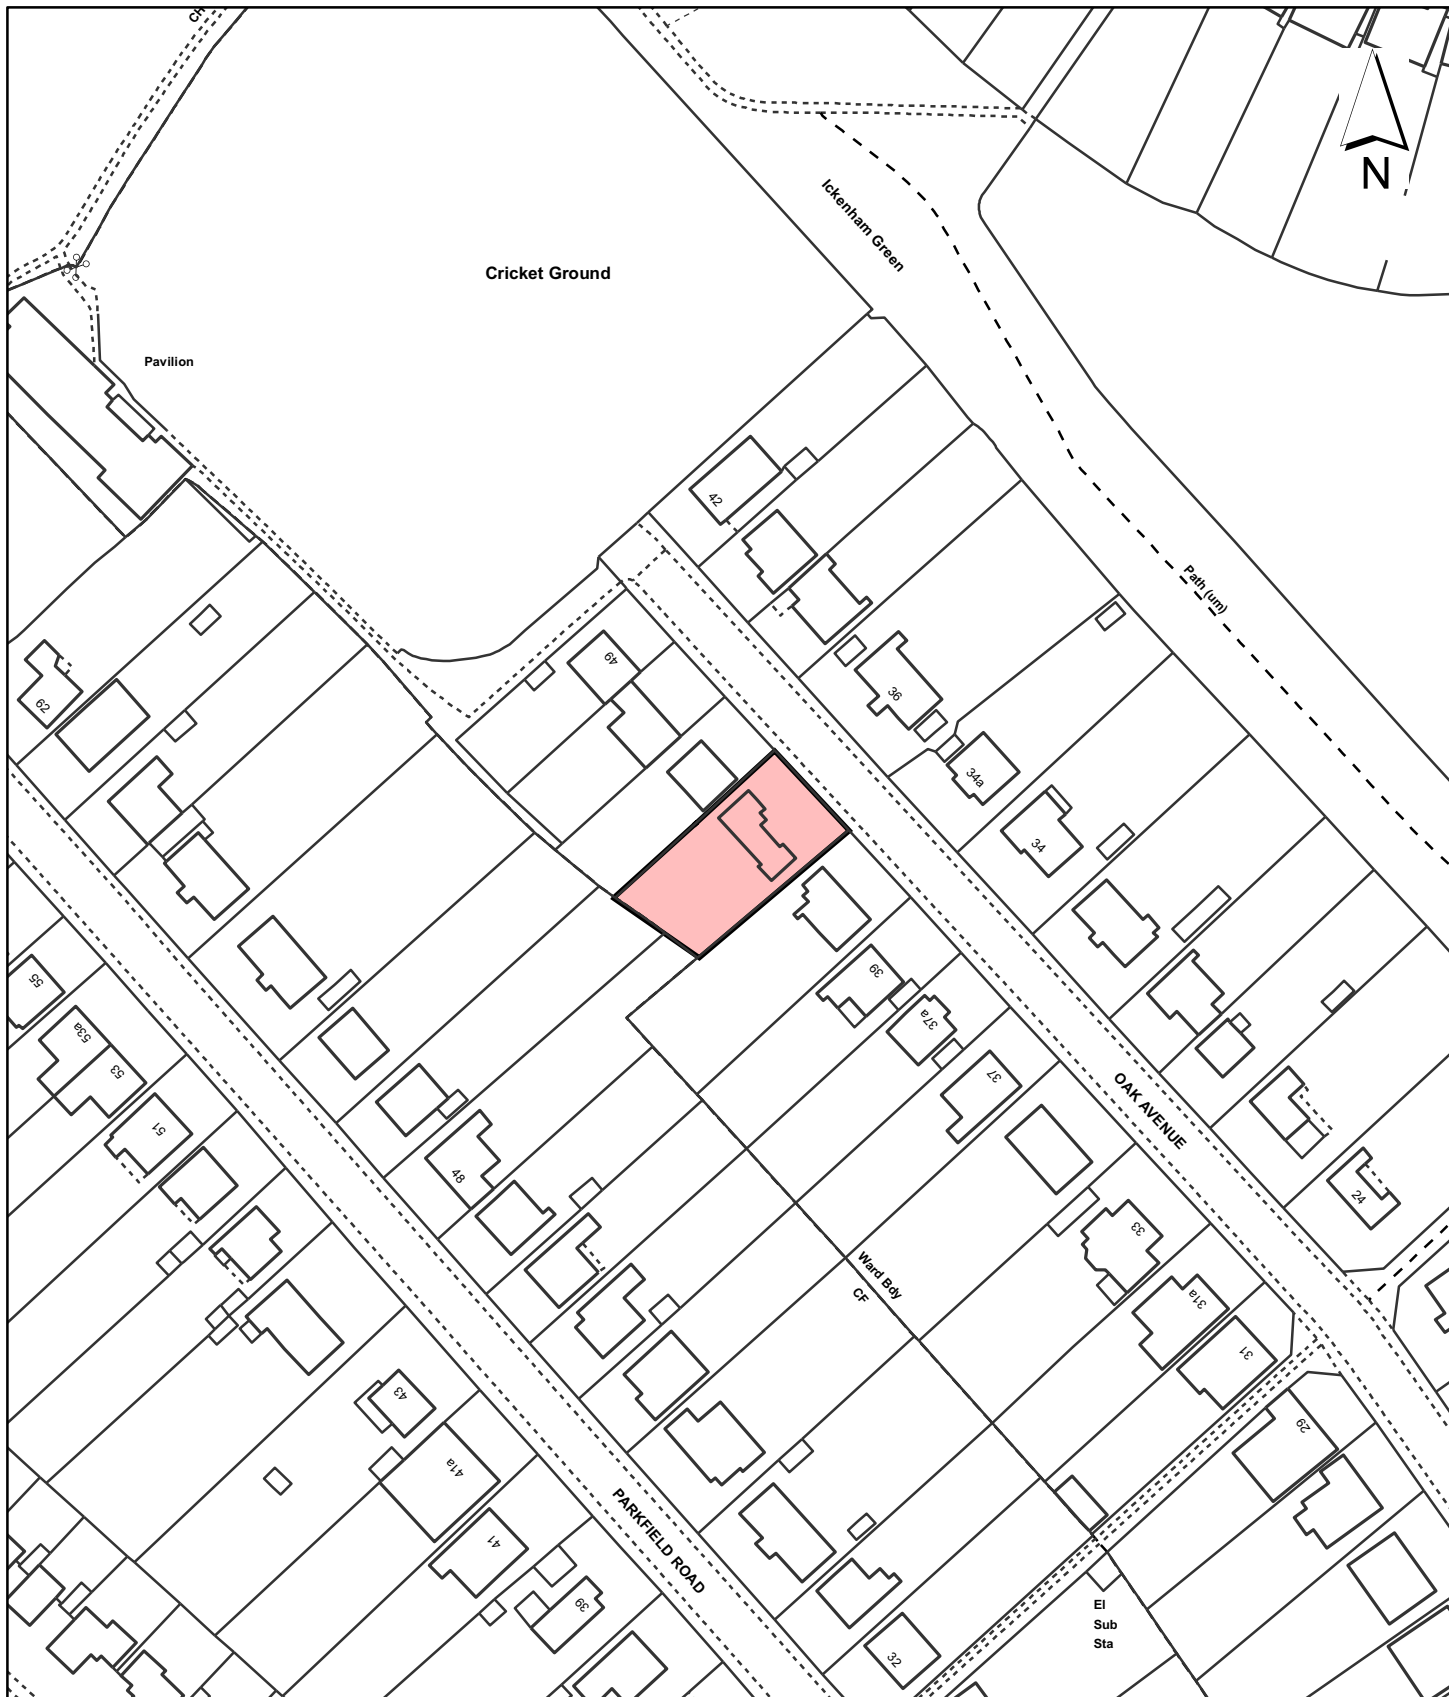 CH
N
Ickenham Green
Cricket Ground
Pavilion
42
Path (um)
49
36
62
34a
34
39
37a
55
53a
53
37
OAK AVENUE
51
48
24
33
Ward Bdy
CF
31a
31
43
29
41a
PARKFIELD ROAD
41
39
El
Sub
Sta
32